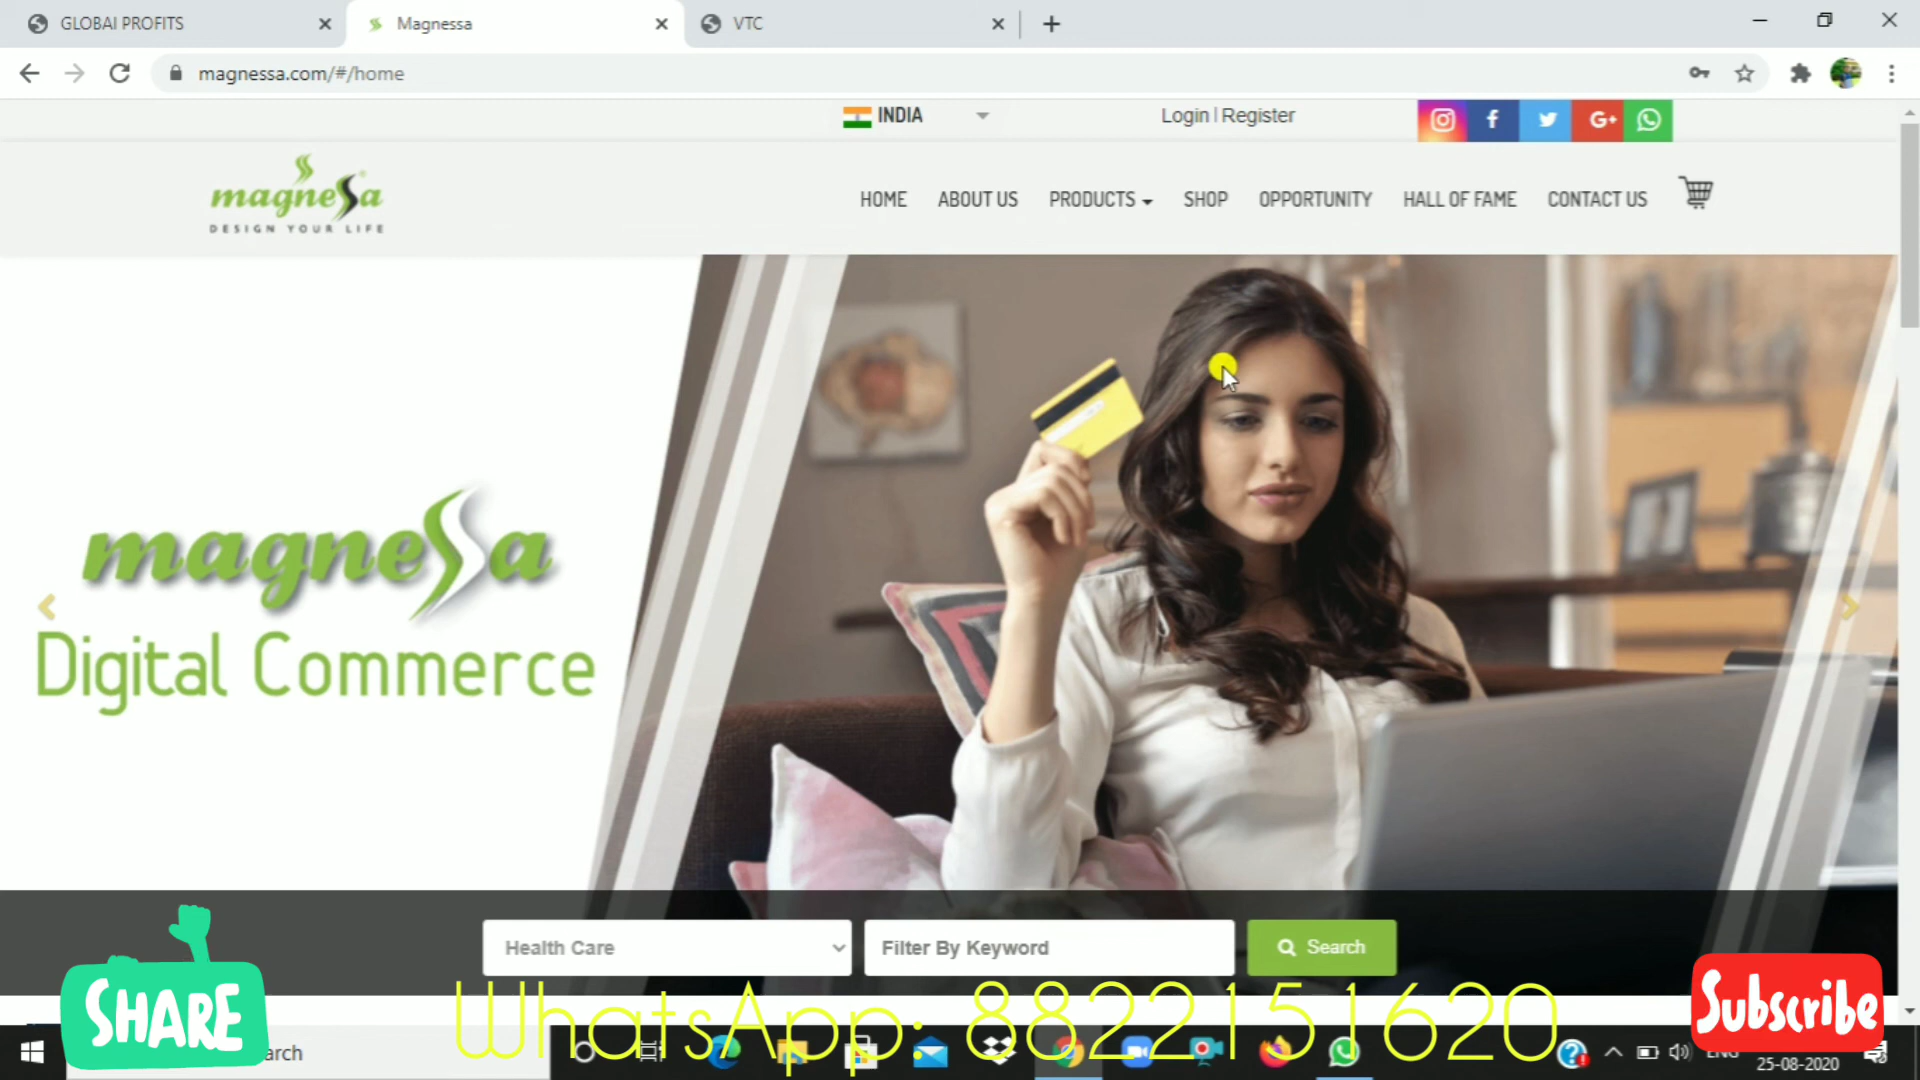 GLOBAI PROFITS
Magnessa
VTC
magnessa.com/#/home
INDIA
Login | Register
magnessa
DESIGN YOUR LIFE
HOME
ABOUT US
PRODUCTS
SHOP
OPPORTUNITY
HALL OF FAME
CONTACT US
magnessa
Digital Commerce
Health Care
Filter By Keyword
Search
SHARE
WhatsApp: 8822151620
Subscribe
arch
ENG
25-08-2020